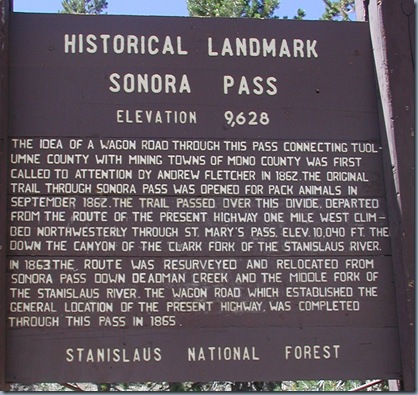 HISTORICAL LANDMARK
SONORA PASS
ELEVATION 9,628
THE IDEA OF A WAGON ROAD THROUGH THIS PASS CONNECTING TUOL-
UMNE COUNTY WITH MINING TOWNS OF MONO COUNTY WAS FIRST
CALLED TO ATTENTION BY ANDREW FLETCHER IN 1862. THE ORIGINAL
TRAIL THROUGH SONORA PASS WAS OPENED FOR PACK ANIMALS IN
SEPTEMBER 1862. THE TRAIL PASSED OVER THIS DIVIDE, DEPARTED
FROM THE ROUTE OF THE PRESENT HIGHWAY ONE MILE WEST CLIM-
BED NORTHWESTERLY THROUGH ST. MARY'S PASS, ELEV. 10,040 FT. THE
DOWN THE CANYON OF THE CLARK FORK OF THE STANISLAUS RIVER.
IN 1863 THE ROUTE WAS RESURVEYED AND RELOCATED FROM
SONORA PASS DOWN DEADMAN CREEK AND THE MIDDLE FORK OF
THE STANISLAUS RIVER. THE WAGON ROAD WHICH ESTABLISHED THE
GENERAL LOCATION OF THE PRESENT HIGHWAY, WAS COMPLETED
THROUGH THIS PASS IN 1865.
STANISLAUS NATIONAL FOREST